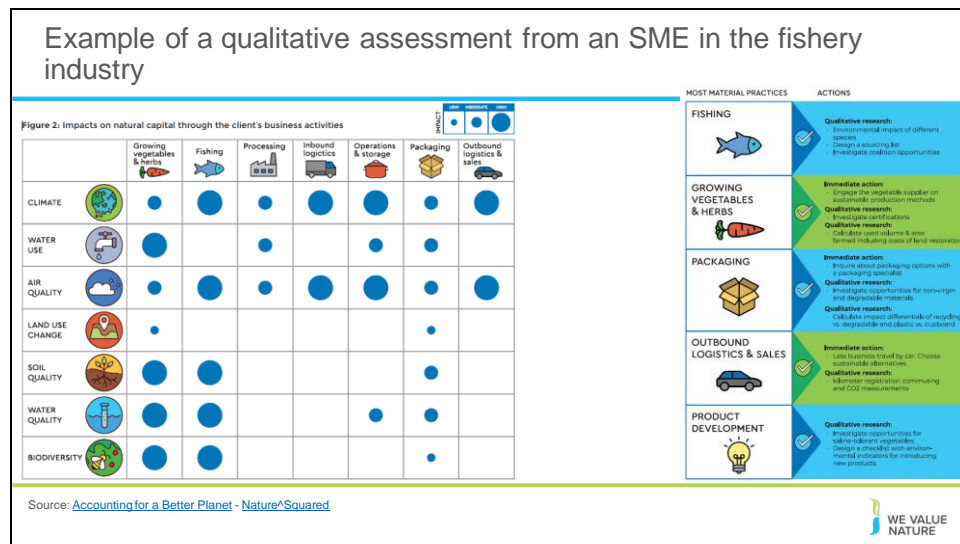 Example of a qualitative assessment from an SME in the fishery
industry
Figure 2: Impacts on natural capital through the client's business activities
IMPACT
LOW MODERATE HIGH
Growing
vegetables
& herbs
Fishing
Processing
Inbound
logistics
Operations
& storage
Packaging
Outbound
logistics &
sales
CLIMATE
WATER
USE
AIR
QUALITY
LAND USE
CHANGE
SOIL
QUALITY
WATER
QUALITY
BIODIVERSITY
MOST MATERIAL PRACTICES
ACTIONS
FISHING
Qualitative research:
- Environmental impact of different
species
- Design a sourcing list
- Investigate coalition opportunities
GROWING
VEGETABLES
& HERBS
Immediate action:
- Engage the vegetable supplier on
sustainable production methods
Qualitative research:
- Investigate certifications
Qualitative research:
- Calculate used volume & area
farmed including costs of land restoration
PACKAGING
Immediate action:
- Inquire about packaging options with
a packaging specialist
Qualitative research:
- Investigate opportunities for nonvirgin
and degradable materials
Qualitative research:
- Calculate impact differentials of recycling
vs. degradable and plastic vs. cupboard
OUTBOUND
LOGISTICS & SALES
Immediate action:
- Less business travel by car. Choose
sustainable alternatives.
Qualitative research:
- kilometer registration commuting
and CO2 measurements
PRODUCT
DEVELOPMENT
Qualitative research:
- Investigate opportunities for
saline-tolerant vegetables.
- Design a checklist with environ-
mental indicators for introducing
new products.
Source: Accounting for a Better Planet - Nature^Squared
WE VALUE
NATURE